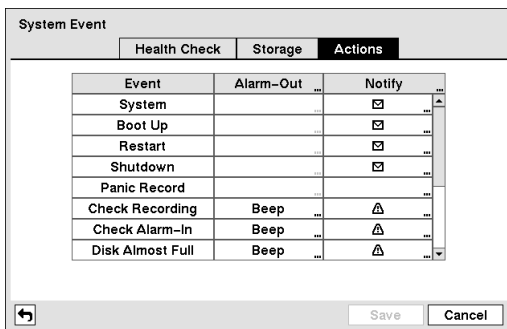 System Event
Health Check Storage Actions
Event Alarm-Out ... Notify ...
System ... ...
Boot Up ... ...
Restart ... ...
Shutdown ... ...
Panic Record ... ...
Check Recording Beep ... ...
Check Alarm-In Beep ... ...
Disk Almost Full Beep ... ...
Save Cancel